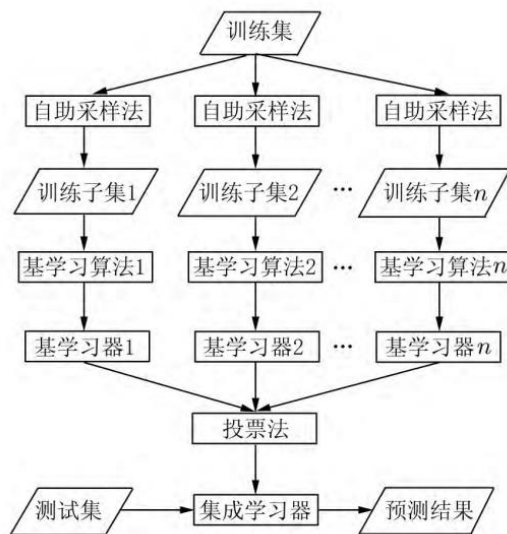 训练集
自助采样法 自助采样法 自助采样法
训练子集1 训练子集2 ··· 训练子集n
基学习算法1 基学习算法2 ··· 基学习算法n
基学习器1 基学习器2 ··· 基学习器n
投票法
测试集 集成学习器 预测结果